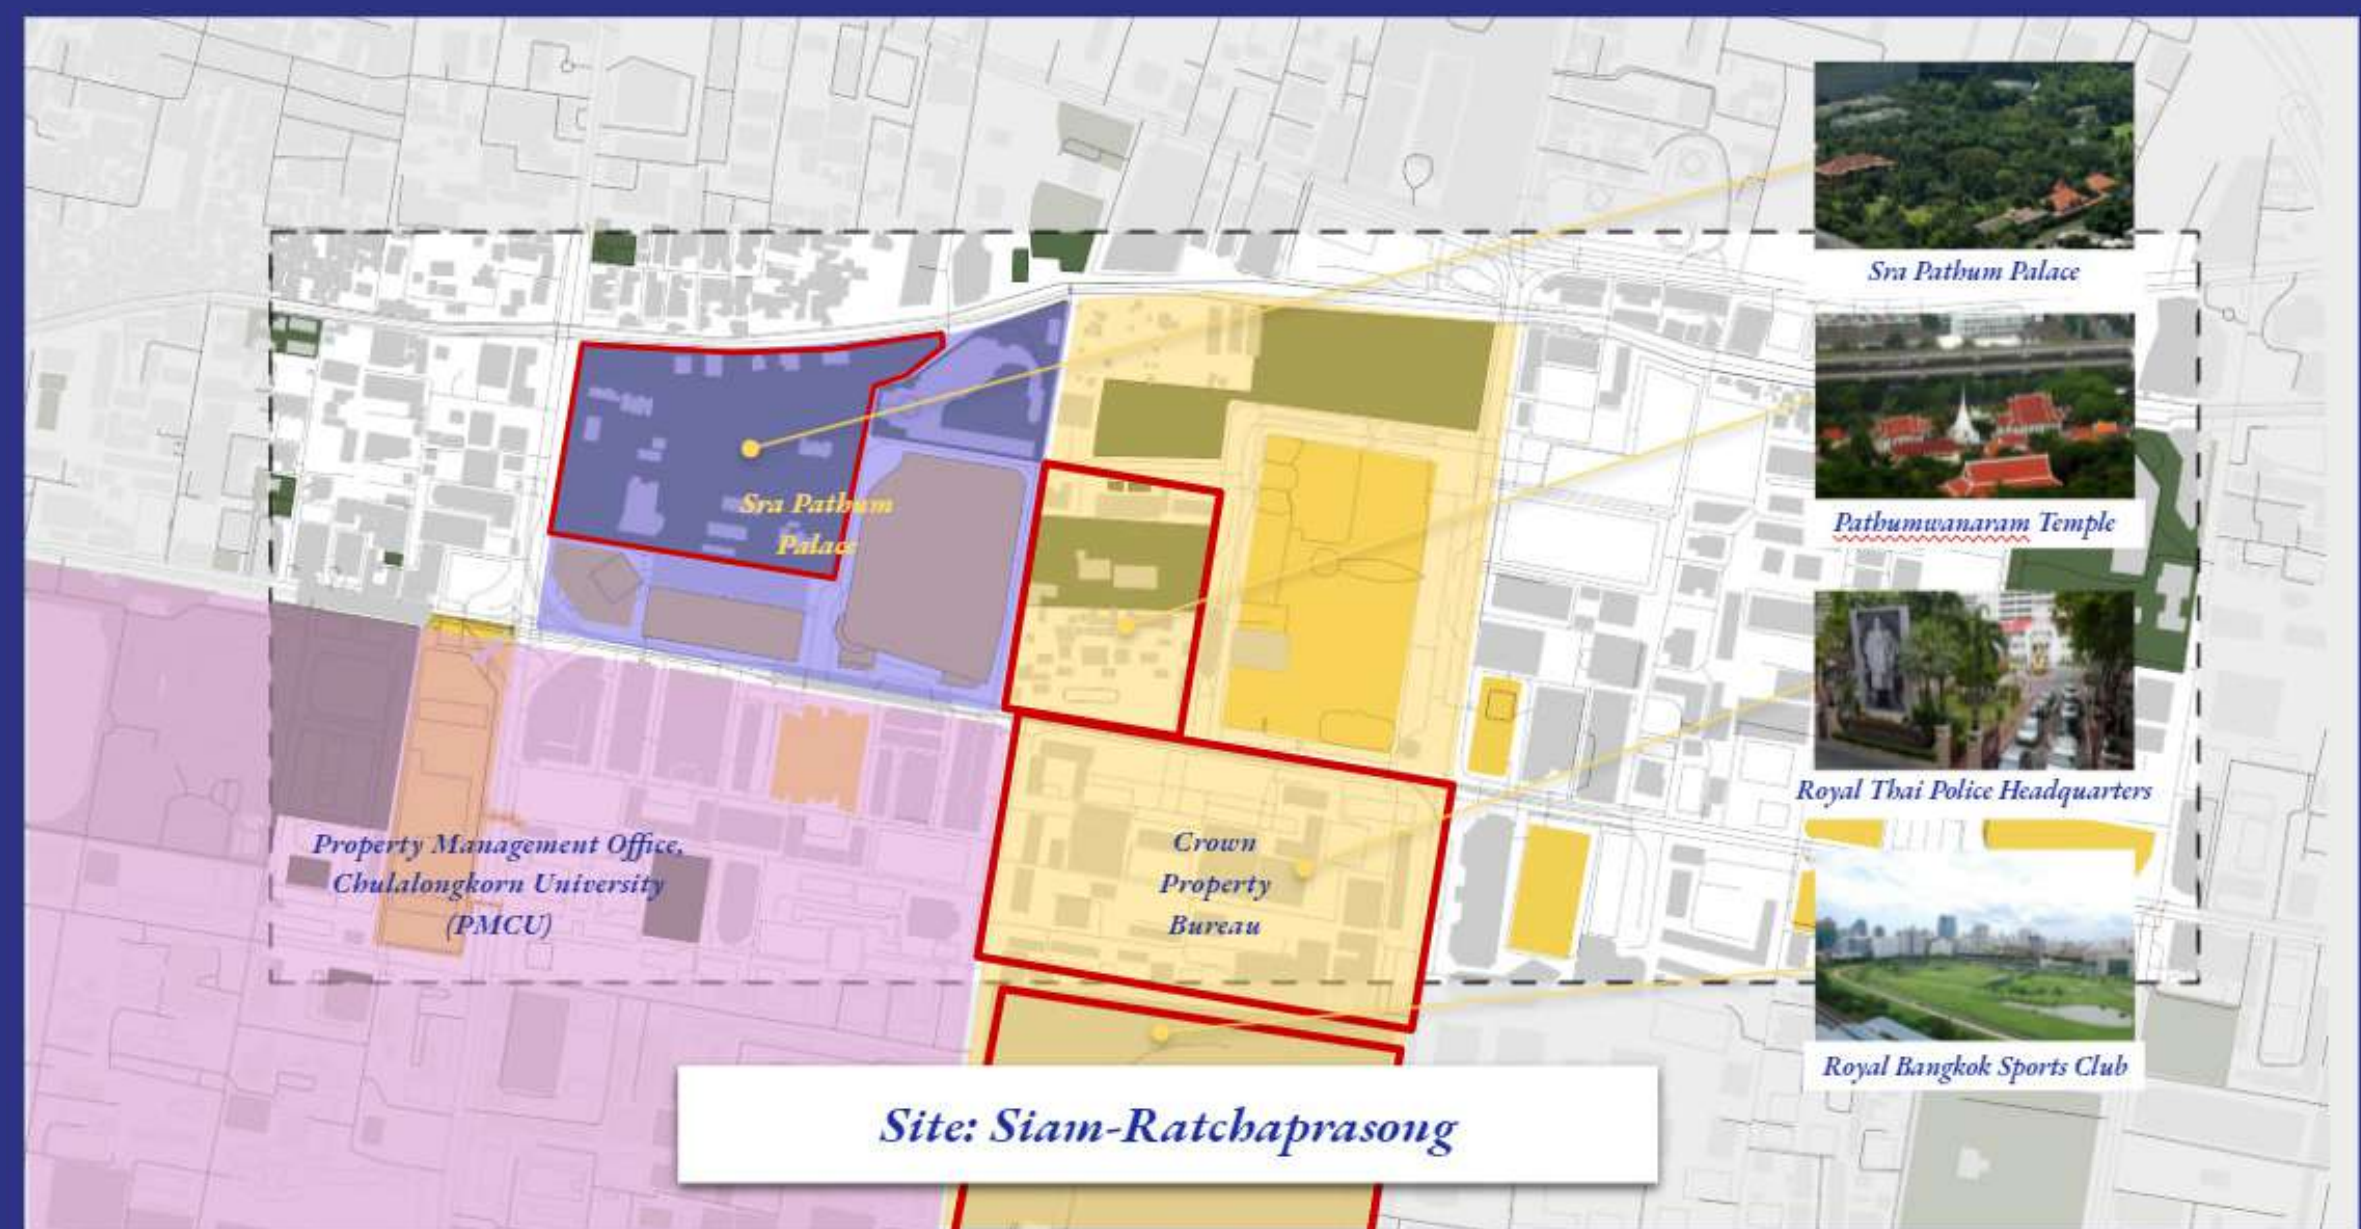 Sra Pathum Palace
Pathumwanaram Temple
Sra Pathum
Palace
Royal Thai Police Headquarters
Property Management Office,
Chulalongkorn University
(PMCU)
Crown
Property
Bureau
Royal Bangkok Sports Club
Site: Siam-Ratchaprasong